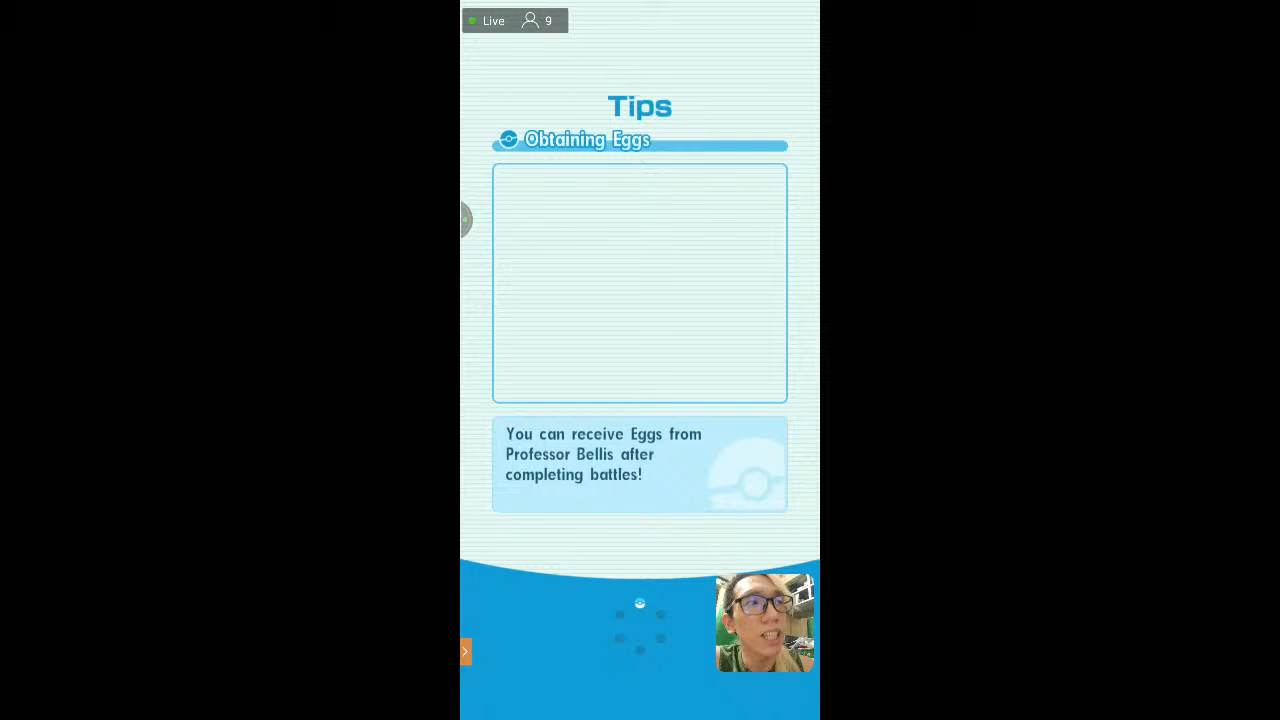 Live 9
Tips
Obtaining Eggs
You can receive Eggs from
Professor Bellis after
completing battles!